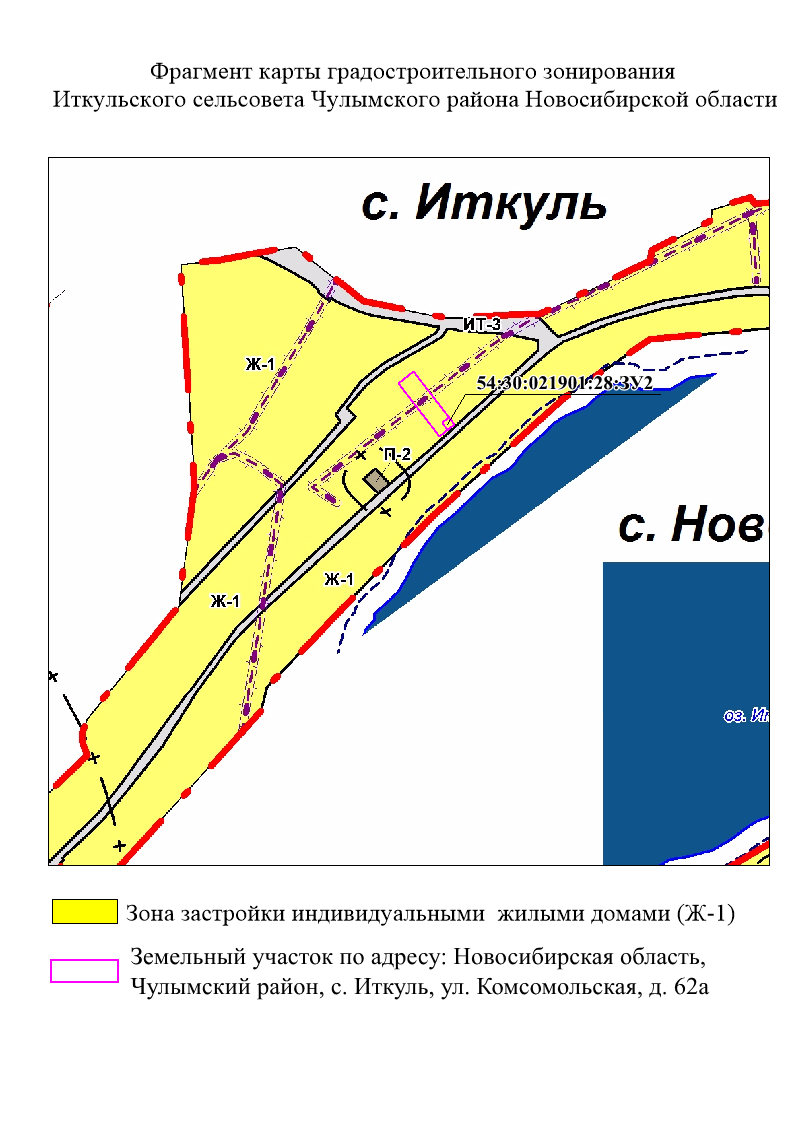 Фрагмент карты градостроительного зонирования
Иткульского сельсовета Чулымского района Новосибирской области
с. Иткуль
ИТ-3
Ж-1
54:30:021901:28:ЗУ2
П-2
с. Нов
Ж-1
Ж-1
оз. Ит
Зона застройки индивидуальными жилыми домами (Ж-1)
Земельный участок по адресу: Новосибирская область,
Чулымский район, с. Иткуль, ул. Комсомольская, д. 62а